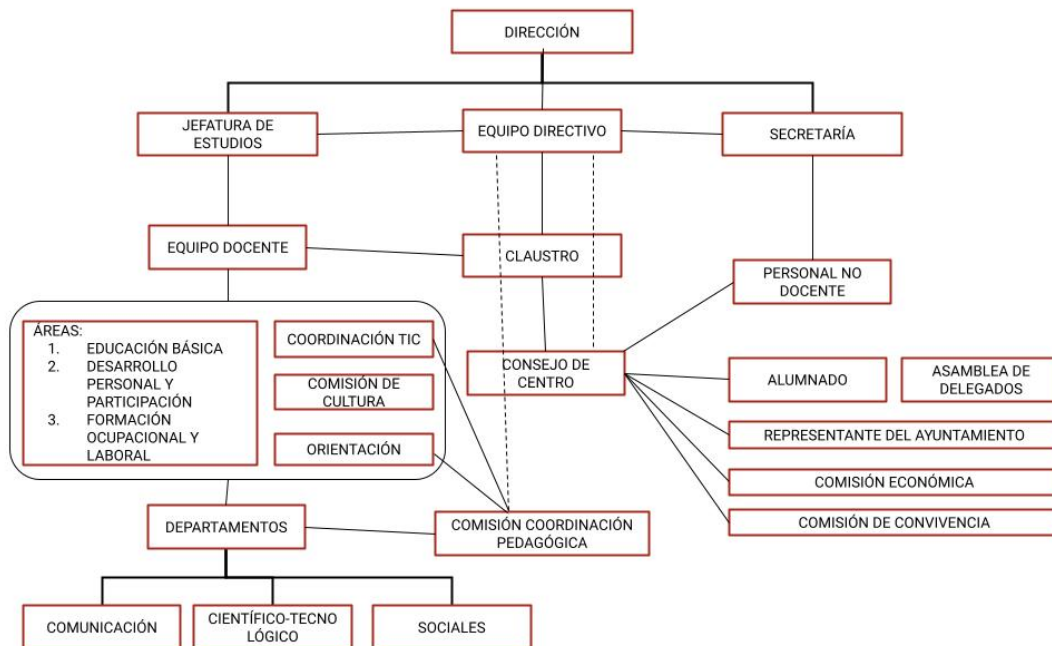 DIRECCIÓN
JEFATURA DE
ESTUDIOS
EQUIPO DIRECTIVO
SECRETARÍA
EQUIPO DOCENTE
CLAUSTRO
PERSONAL NO
DOCENTE
ÁREAS:
1. EDUCACIÓN BÁSICA
2. DESARROLLO
PERSONAL Y
PARTICIPACIÓN
3. FORMACIÓN
OCUPACIONAL Y
LABORAL
COORDINACIÓN TIC
COMISIÓN DE
CULTURA
ORIENTACIÓN
CONSEJO DE
CENTRO
ALUMNADO
ASAMBLEA DE
DELEGADOS
REPRESENTANTE DEL AYUNTAMIENTO
COMISIÓN ECONÓMICA
COMISIÓN DE CONVIVENCIA
DEPARTAMENTOS
COMISIÓN COORDINACIÓN
PEDAGÓGICA
COMUNICACIÓN
CIENTÍFICO-TECNO
LÓGICO
SOCIALES